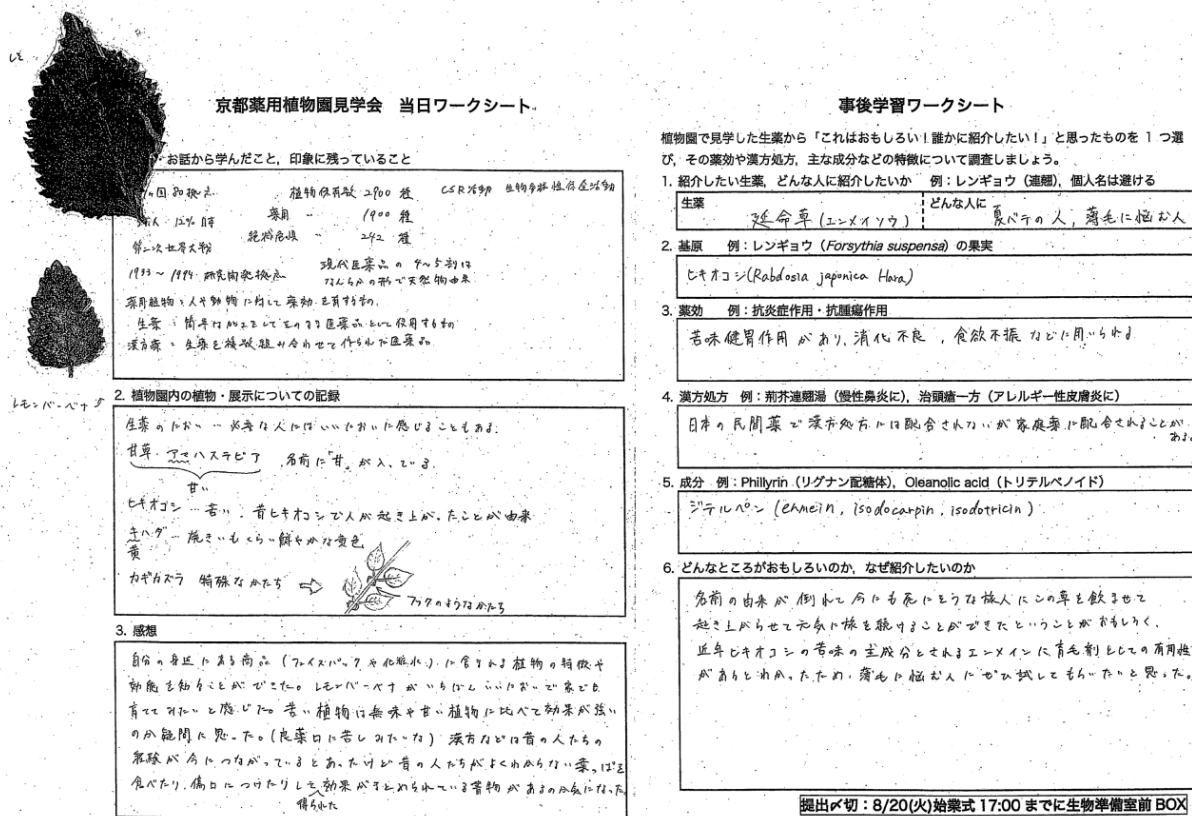 レモ
京都薬用植物園見学会 当日ワークシート
お話から学んだこと，印象に残っていること
植物保有数 2900 種 CSR活動 生物多様性保全活動
薬用 〃 1900 種
絶滅危惧 〃 242 種
第二次世界大戦
1933〜1994 研究開発拠点
現代医薬品の 4〜5割は
なんらかの形で天然物由来
薬用植物：人や動物に対して薬効を有するもの.
生薬：簡単な加工をしてそのまま医薬品として使用するもの
漢方薬：生薬を複数組み合わせて作られた医薬品
レモンバーベナ
2. 植物園内の植物・展示についての記録
生薬のにおい… 必要な人にはいいにおいに感じることもある.
甘草. アマハステビア 名前に「甘」が入っている
甘い
ヒキオコシ…苦い. 昔ヒキオコシで人が起き上がったことが由来
キハダ…焼きいもくらい鮮やかな黄色
黄
カギカズラ 特殊なかたち ⇨
フックのようなかたち
3. 感想
自分の身近にある商品（フェイスパックや化粧水）に含まれる植物の特徴や
効能を知ることができた。レモンバーベナがいちばんいいにおいで家でも
育ててみたいと感じた。苦い植物は無味や甘い植物に比べて効果が強い
のか疑問に思った。（良薬口に苦しみたいな）漢方などは昔の人たちの
経験が今につながっているとあったけど昔の人たちがよくわからない葉っぱを
食べたり、傷口につけたりして効果がまとめられている書物があるのか気になった
得られた
事後学習ワークシート
植物園で見学した生薬から「これはおもしろい！誰かに紹介したい！」と思ったものを 1 つ選
び，その薬効や漢方処方，主な成分などの特徴について調査しましょう。
1. 紹介したい生薬，どんな人に紹介したいか 例：レンギョウ（連翹），個人名は避ける
生薬
延命草（エンメイソウ）
どんな人に
夏バテの人, 薄毛に悩む人
2. 基原 例：レンギョウ（Forsythia suspensa）の果実
ヒキオコシ(Rabdosia japonica Hara)
3. 薬効 例：抗炎症作用・抗腫瘍作用
苦味健胃作用があり, 消化不良, 食欲不振などに用いられる
4. 漢方処方 例：荊芥連翹湯（慢性鼻炎に），治頭瘡一方（アレルギー性皮膚炎に）
日本の民間薬で漢方処方には配合されないが家庭薬に配合されることが
ある
5. 成分 例：Phillyrin（リグナン配糖体），Oleanolic acid（トリテルペノイド）
ジテルペン (enmein, isodocarpin, isodotricin)
6. どんなところがおもしろいのか，なぜ紹介したいのか
名前の由来が倒れて今にも死にそうな旅人にこの草を飲ませて
起き上がらせて元気に旅を続けることができたということがおもしろく.
近年ヒキオコシの苦味の主成分とされるエンメインに育毛剤としての有用性
があるとわかったため、薄毛に悩む人にぜひ試してもらいたいと思った。
提出〆切：8/20(火)始業式 17:00 までに生物準備室前 BOX